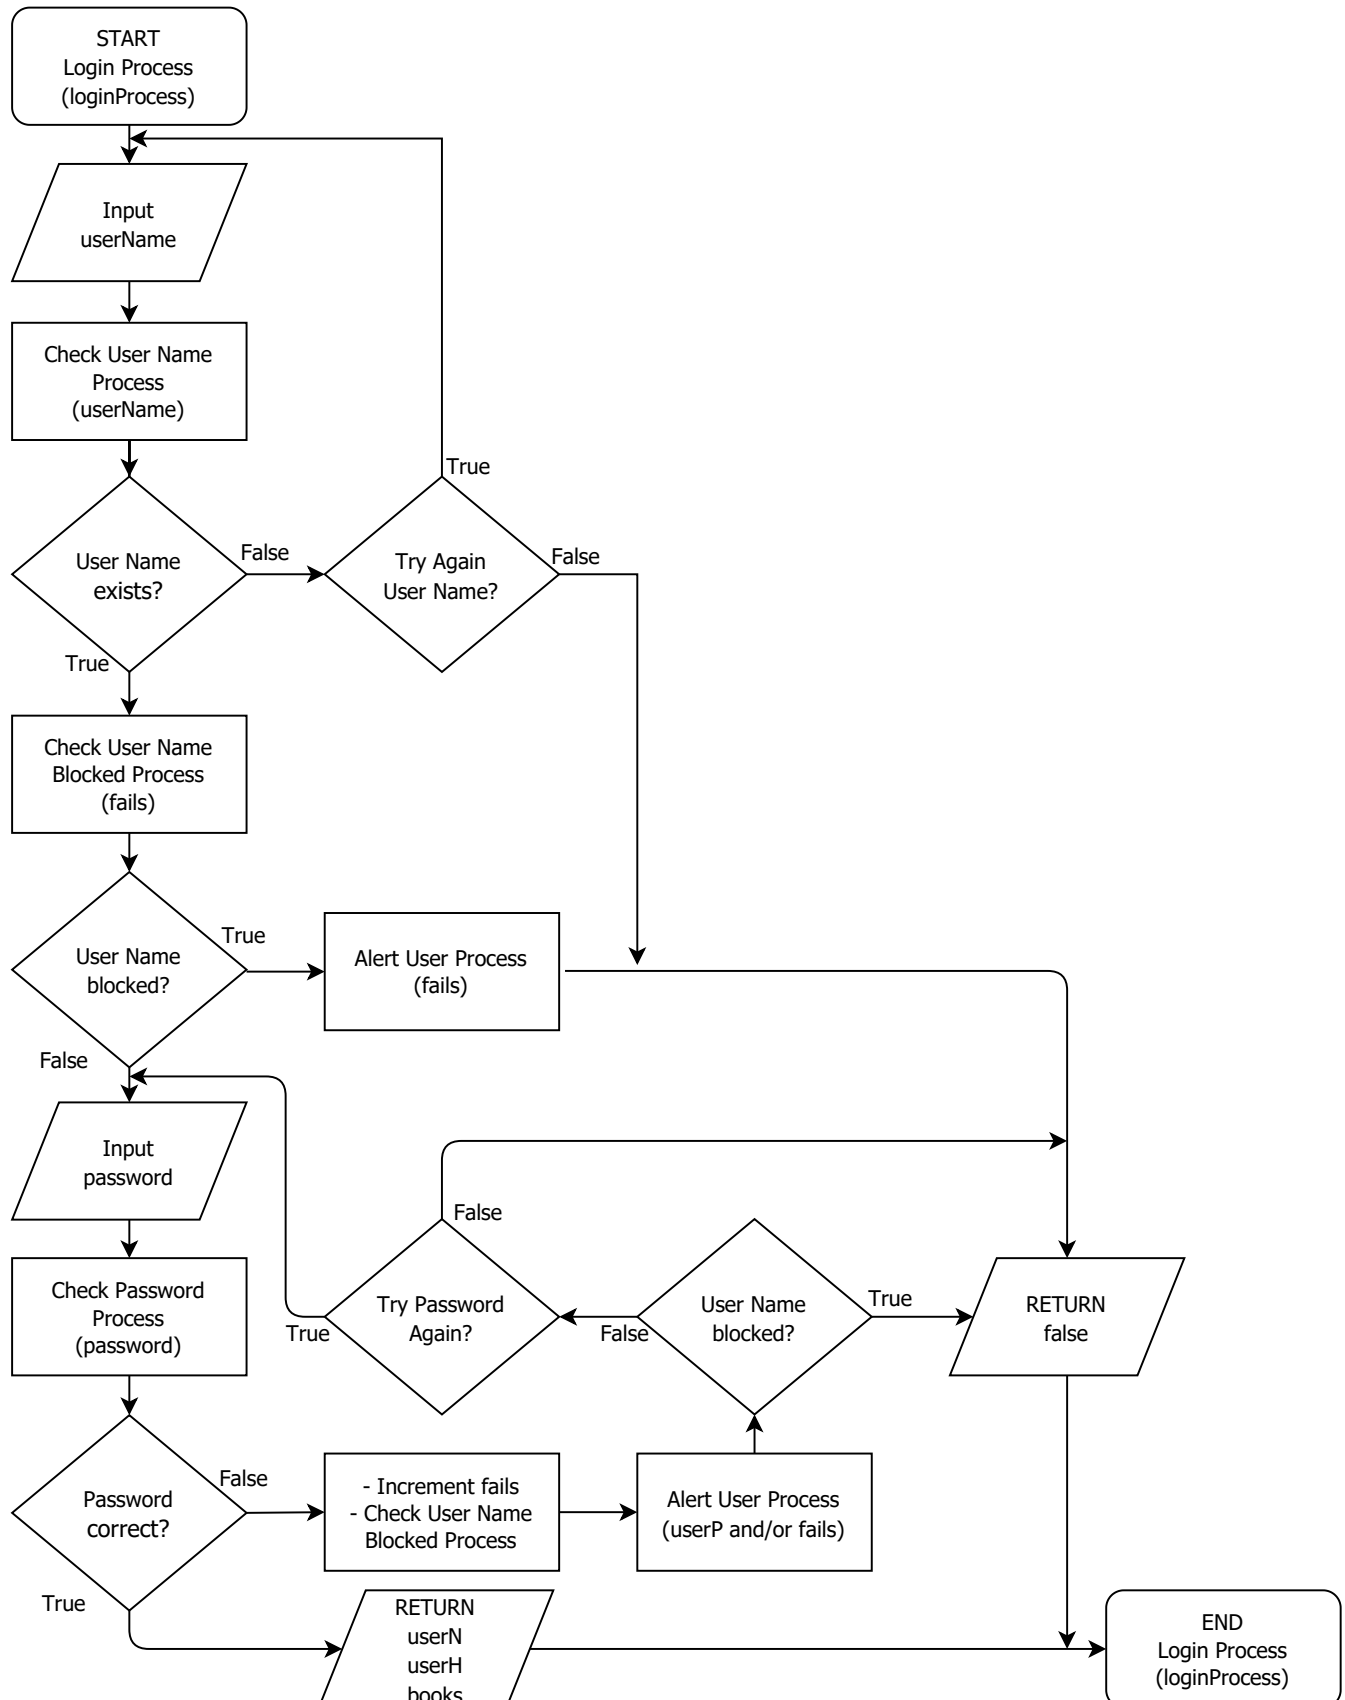 START
Login Process
(loginProcess)
Input
userName
Check User Name
Process
(userName)
True
User Name
exists?
False
Try Again
User Name?
False
True
Check User Name
Blocked Process
(fails)
User Name
blocked?
True
Alert User Process
(fails)
False
Input
password
False
Check Password
Process
(password)
True
Try Password
Again?
False
User Name
blocked?
True
RETURN
false
Password
correct?
False
- Increment fails
- Check User Name
Blocked Process
Alert User Process
(userP and/or fails)
True
RETURN
userN
userH
books
END
Login Process
(loginProcess)